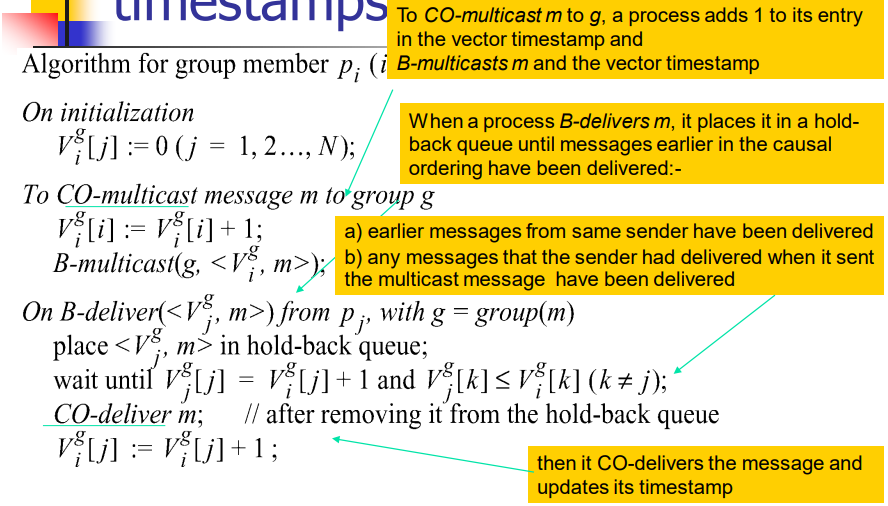 timestamps
To CO-multicast m to g, a process adds 1 to its entry
in the vector timestamp and
B-multicasts m and the vector timestamp
Algorithm for group member p_i (i
On initialization
V_i^g[j] := 0 (j = 1, 2…, N);
When a process B-delivers m, it places it in a hold-
back queue until messages earlier in the causal
ordering have been delivered:-
To CO-multicast message m to group g
V_i^g[i] := V_i^g[i] + 1;
B-multicast(g, <V_i^g, m>);
a) earlier messages from same sender have been delivered
b) any messages that the sender had delivered when it sent
the multicast message have been delivered
On B-deliver(<V_j^g, m>) from p_j, with g = group(m)
place <V_j^g, m> in hold-back queue;
wait until V_j^g[j] = V_i^g[j] + 1 and V_j^g[k] ≤ V_i^g[k] (k ≠ j);
CO-deliver m; // after removing it from the hold-back queue
V_i^g[j] := V_i^g[j] + 1 ;
then it CO-delivers the message and
updates its timestamp